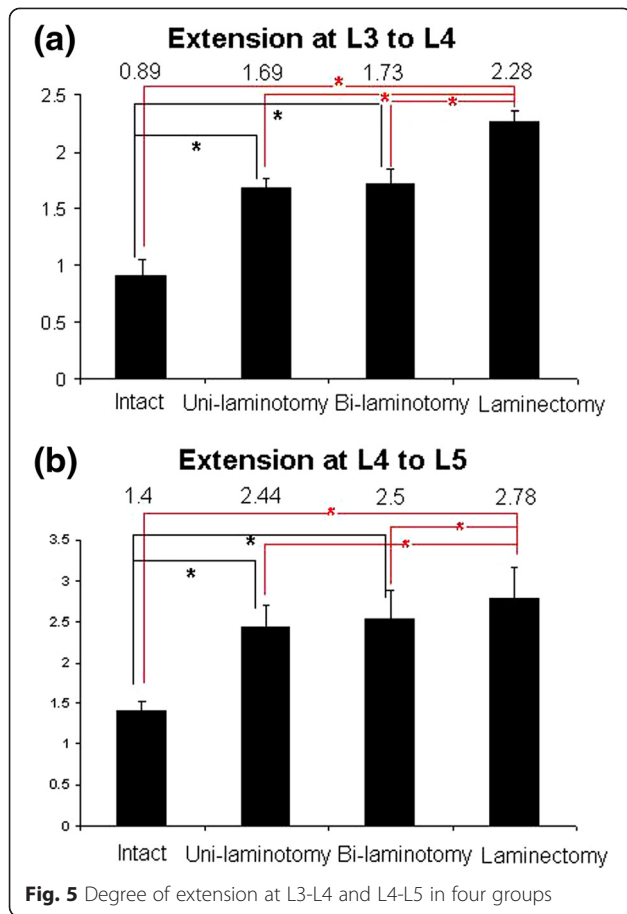 (a)
Extension at L3 to L4
0.89 1.69 1.73 2.28
*
* *
*
*
2.5
2
1.5
1
0.5
0
Intact Uni-laminotomy Bi-laminotomy Laminectomy
(b)
Extension at L4 to L5
1.4 2.44 2.5 2.78
*
*
*
*
*
3.5
3
2.5
2
1.5
1
0.5
0
Intact Uni-laminotomy Bi-laminotomy Laminectomy
Fig. 5 Degree of extension at L3-L4 and L4-L5 in four groups